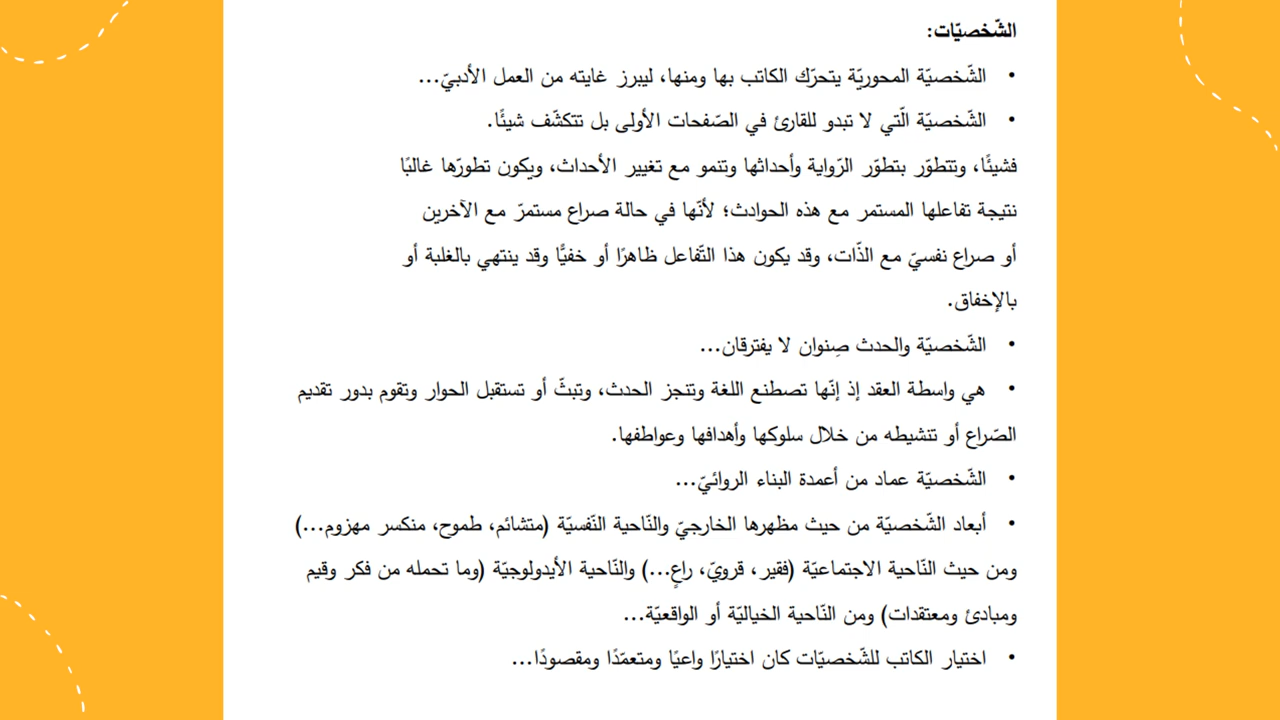 الشّخصيّات:
• الشّخصيّة المحوريّة يتحرّك الكاتب بها ومنها، ليبرز غايته من العمل الأدبيّ...
• الشّخصيّة الّتي لا تبدو للقارئ في الصّفحات الأولى بل تتكشّف شيئًا.
فشيئًا، وتتطوّر بتطوّر الرّواية وأحداثها وتنمو مع تغيير الأحداث، ويكون تطورّها غالبًا
نتيجة تفاعلها المستمر مع هذه الحوادث؛ لأنّها في حالة صراع مستمرّ مع الآخرين
أو صراع نفسيّ مع الذّات، وقد يكون هذا التّفاعل ظاهرًا أو خفيًّا وقد ينتهي بالغلبة أو
بالإخفاق.
• الشّخصيّة والحدث صِنوان لا يفترقان...
• هي واسطة العقد إذ إنّها تصطنع اللغة وتنجز الحدث، وتبثّ أو تستقبل الحوار وتقوم بدور تقديم
الصّراع أو تنشيطه من خلال سلوكها وأهدافها وعواطفها.
• الشّخصيّة عماد من أعمدة البناء الروائيّ...
• أبعاد الشّخصيّة من حيث مظهرها الخارجيّ والنّاحية النّفسيّة (متشائم، طموح، منكسر مهزوم...)
ومن حيث النّاحية الاجتماعيّة (فقير، قرويّ، راعٍ...) والنّاحية الأيدولوجيّة (وما تحمله من فكر وقيم
ومبادئ ومعتقدات) ومن النّاحية الخياليّة أو الواقعيّة...
• اختيار الكاتب للشّخصيّات كان اختيارًا واعيًا ومتعمّدًا ومقصودًا...